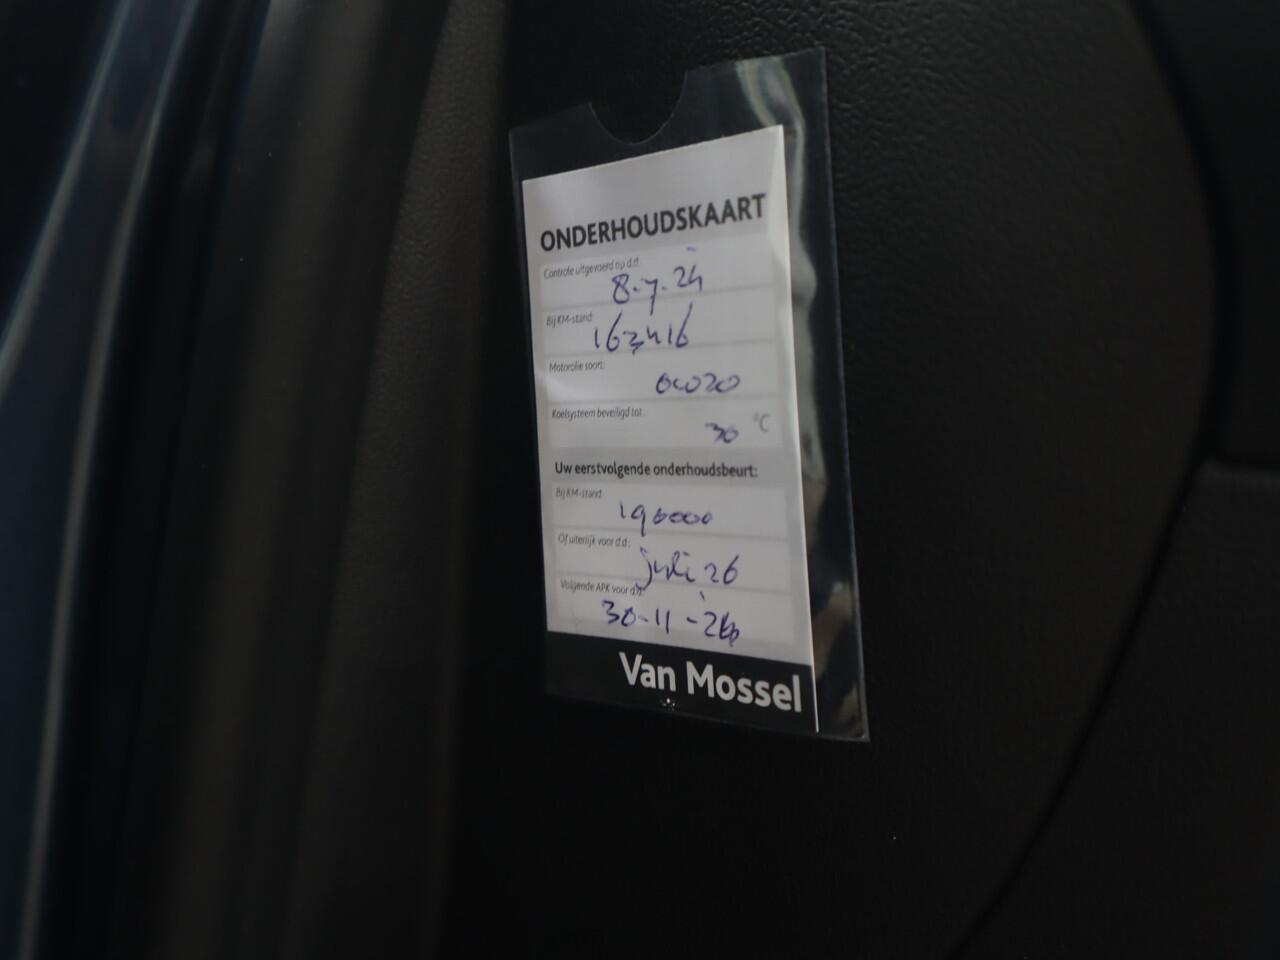 ONDERHOUDSKAART
Controle uitgevoerd op d.d:
8-7-24
Bij KM-stand:
163416
Motorolie soort:
0W20
Koelsysteem beveiligd tot:
30 °C
Uw eerstvolgende onderhoudsbeurt:
Bij KM-stand:
190000
Of uiterlijk voor d.d.:
juli 26
Volgende APK voor d.d:
30-11-
Van Mossel